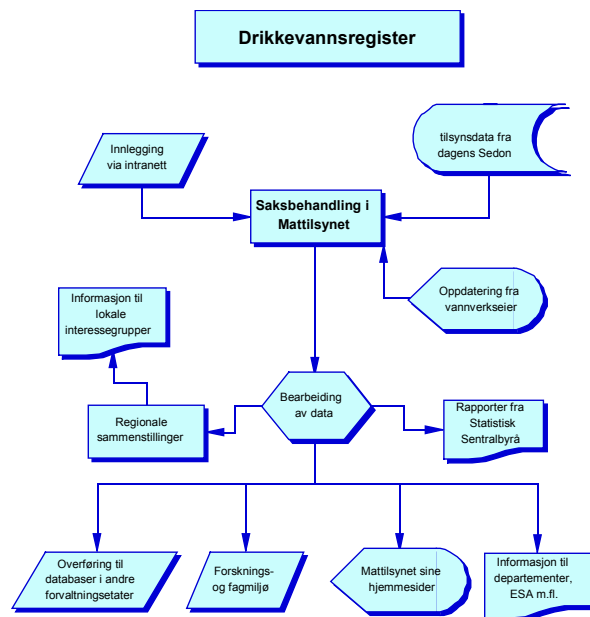 Drikkevannsregister
Innlegging
via intranett
tilsynsdata fra
dagens Sedon
Saksbehandling i
Mattilsynet
Oppdatering fra
vannverkseier
Informasjon til
lokale
interessegrupper
Bearbeiding
av data
Regionale
sammenstillinger
Rapporter fra
Statistisk
Sentralbyrå
Overføring til
databaser i andre
forvaltningsetater
Forsknings-
og fagmiljø
Mattilsynet sine
hjemmesider
Informasjon til
departementer,
ESA m.fl.